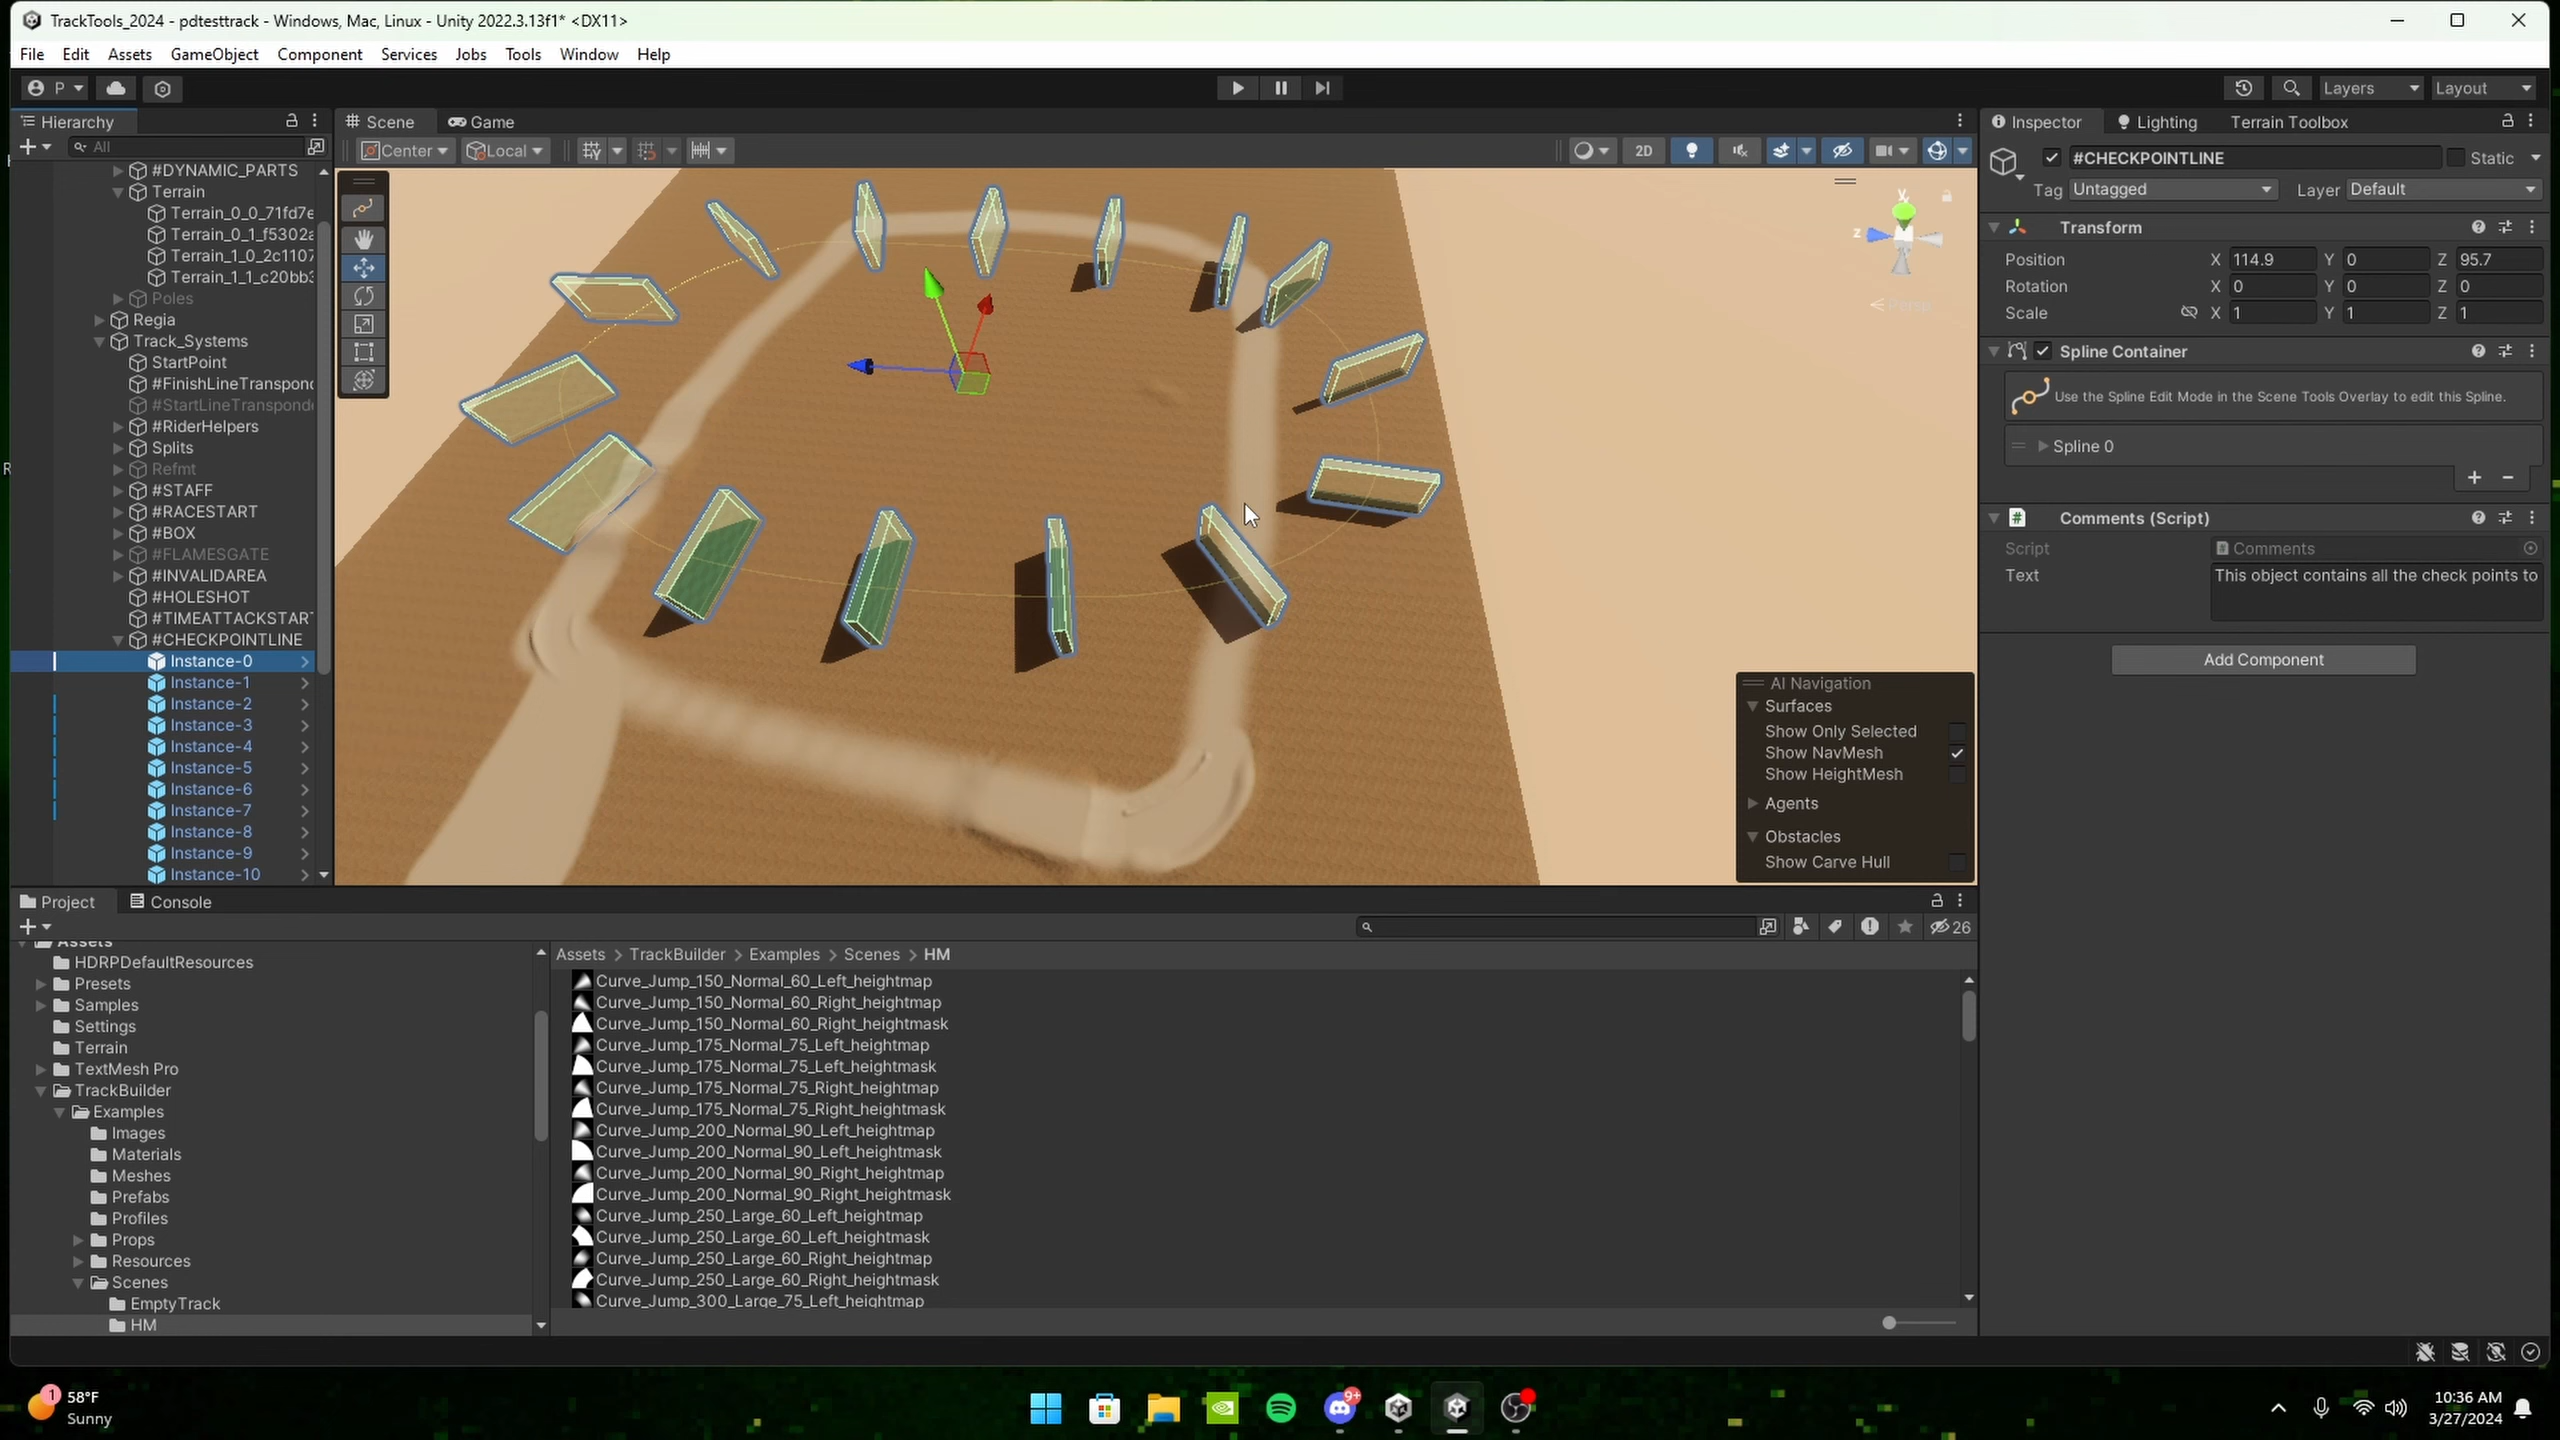 TrackTools_2024 - pdtesttrack - Windows, Mac, Linux - Unity 2022.3.13f1* <DX11>
File Edit Assets GameObject Component Services Jobs Tools Window Help
P Layers Layout
Hierarchy
All
#DYNAMIC_PARTS
Terrain
Terrain_0_0_71fd7e
Terrain_0_1_f5302a
Terrain_1_0_2c1107
Terrain_1_1_c20bb3
Poles
Regia
Track_Systems
StartPoint
#FinishLineTranspond
#StartLineTransponde
#RiderHelpers
Splits
Refmt
#STAFF
#RACESTART
#BOX
#FLAMESGATE
#INVALIDAREA
#HOLESHOT
#TIMEATTACKSTART
#CHECKPOINTLINE
Instance-0
Instance-1
Instance-2
Instance-3
Instance-4
Instance-5
Instance-6
Instance-7
Instance-8
Instance-9
Instance-10
Scene Game
Center Local 2D
y
z
Persp
AI Navigation
Surfaces
Show Only Selected
Show NavMesh
Show HeightMesh
Agents
Obstacles
Show Carve Hull
Inspector Lighting Terrain Toolbox
#CHECKPOINTLINE Static
Tag Untagged Layer Default
Transform
Position X 114.9 Y 0 Z 95.7
Rotation X 0 Y 0 Z 0
Scale X 1 Y 1 Z 1
Spline Container
Use the Spline Edit Mode in the Scene Tools Overlay to edit this Spline.
Spline 0
+ −
Comments (Script)
Script Comments
Text This object contains all the check points to
Add Component
Project Console
26
Assets
HDRPDefaultResources
Presets
Samples
Settings
Terrain
TextMesh Pro
TrackBuilder
Examples
Images
Materials
Meshes
Prefabs
Profiles
Props
Resources
Scenes
EmptyTrack
HM
Assets > TrackBuilder > Examples > Scenes > HM
Curve_Jump_150_Normal_60_Left_heightmap
Curve_Jump_150_Normal_60_Right_heightmap
Curve_Jump_150_Normal_60_Right_heightmask
Curve_Jump_175_Normal_75_Left_heightmap
Curve_Jump_175_Normal_75_Left_heightmask
Curve_Jump_175_Normal_75_Right_heightmap
Curve_Jump_175_Normal_75_Right_heightmask
Curve_Jump_200_Normal_90_Left_heightmap
Curve_Jump_200_Normal_90_Left_heightmask
Curve_Jump_200_Normal_90_Right_heightmap
Curve_Jump_200_Normal_90_Right_heightmask
Curve_Jump_250_Large_60_Left_heightmap
Curve_Jump_250_Large_60_Left_heightmask
Curve_Jump_250_Large_60_Right_heightmap
Curve_Jump_250_Large_60_Right_heightmask
Curve_Jump_300_Large_75_Left_heightmap
1
58°F
Sunny
9+
10:36 AM
3/27/2024